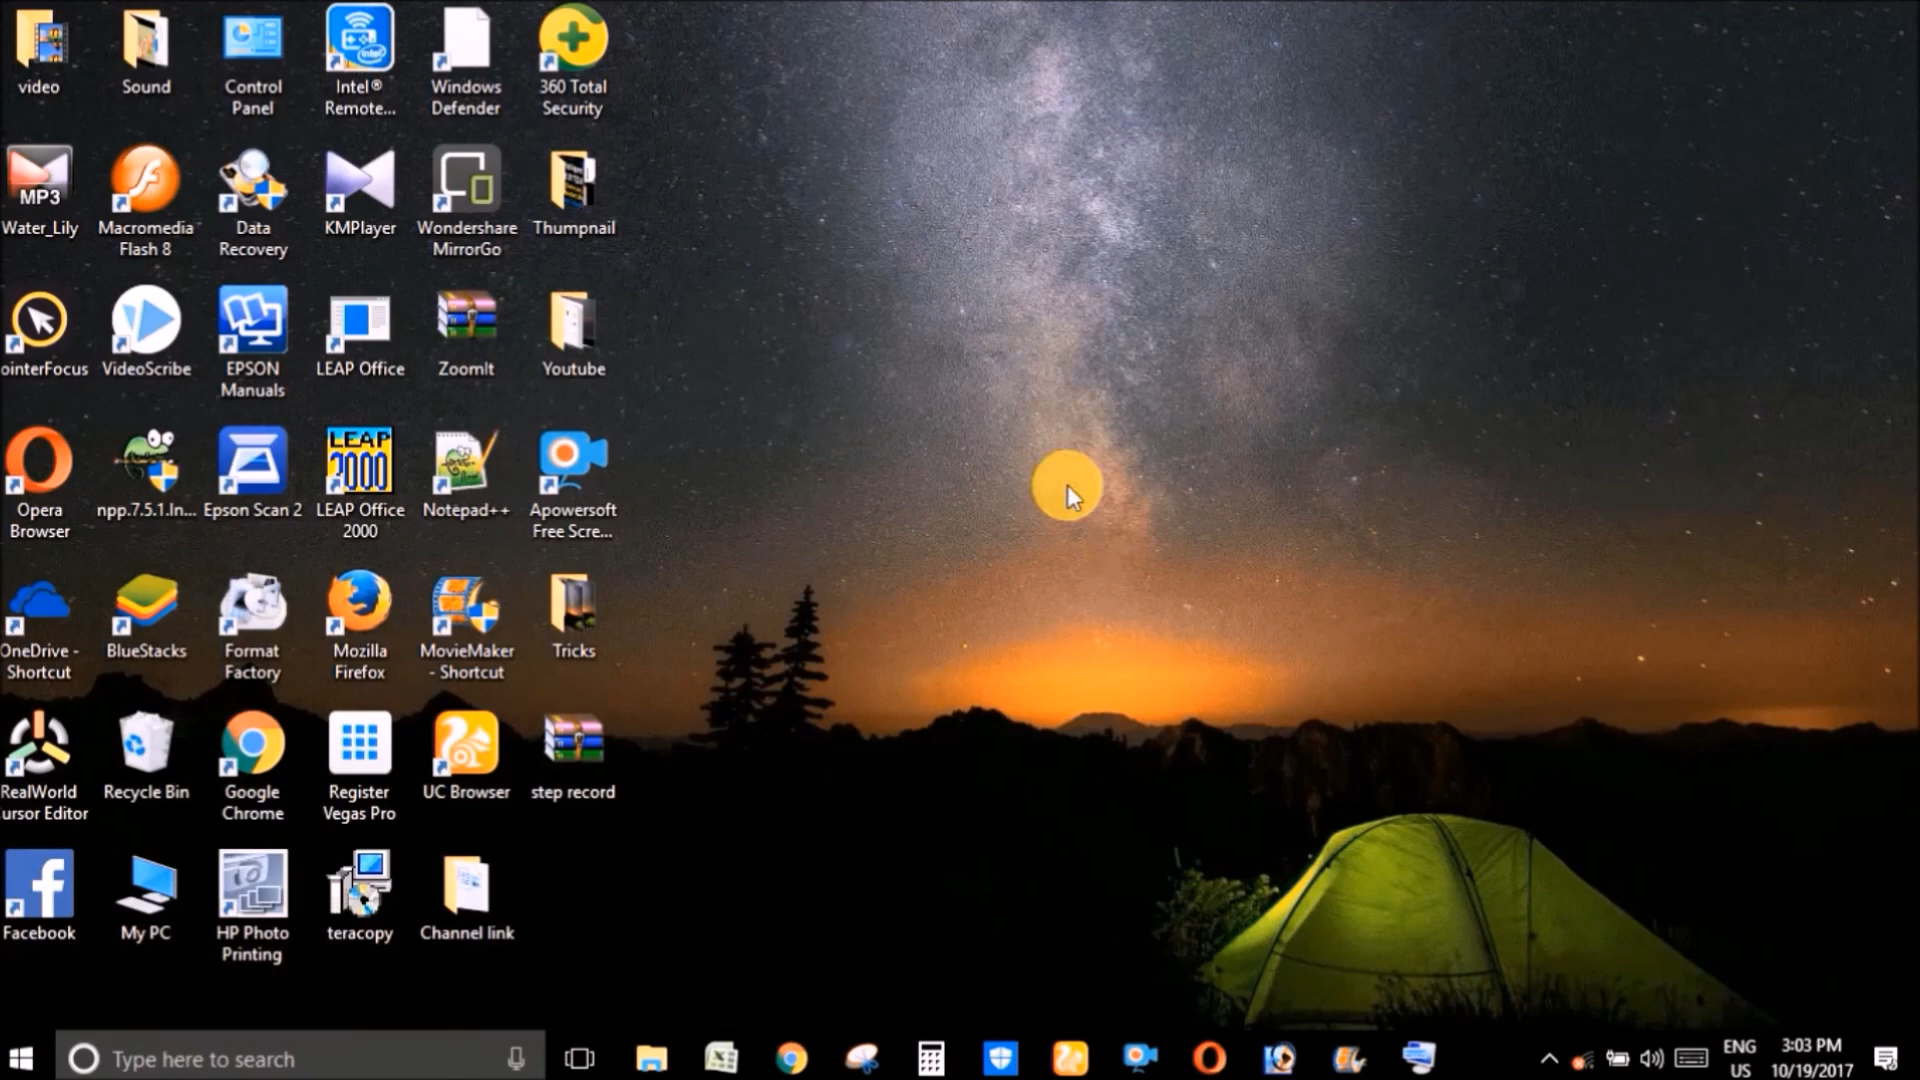 video
Sound
Control
Panel
Intel®
Remote...
Windows
Defender
360 Total
Security
MP3
Water_Lily
Macromedia
Flash 8
Data
Recovery
KMPlayer
Wondershare
MirrorGo
Thumpnail
ointerFocus
VideoScribe
EPSON
Manuals
LEAP Office
ZoomIt
Youtube
Opera
Browser
npp.7.5.1.In...
Epson Scan 2
LEAP
2000
LEAP Office
2000
Notepad++
Apowersoft
Free Scre...
OneDrive -
Shortcut
BlueStacks
Format
Factory
Mozilla
Firefox
MovieMaker
- Shortcut
Tricks
RealWorld
ursor Editor
Recycle Bin
Google
Chrome
Register
Vegas Pro
UC Browser
step record
Facebook
My PC
HP Photo
Printing
teracopy
Channel link
Type here to search
ENG
US
3:03 PM
10/19/2017